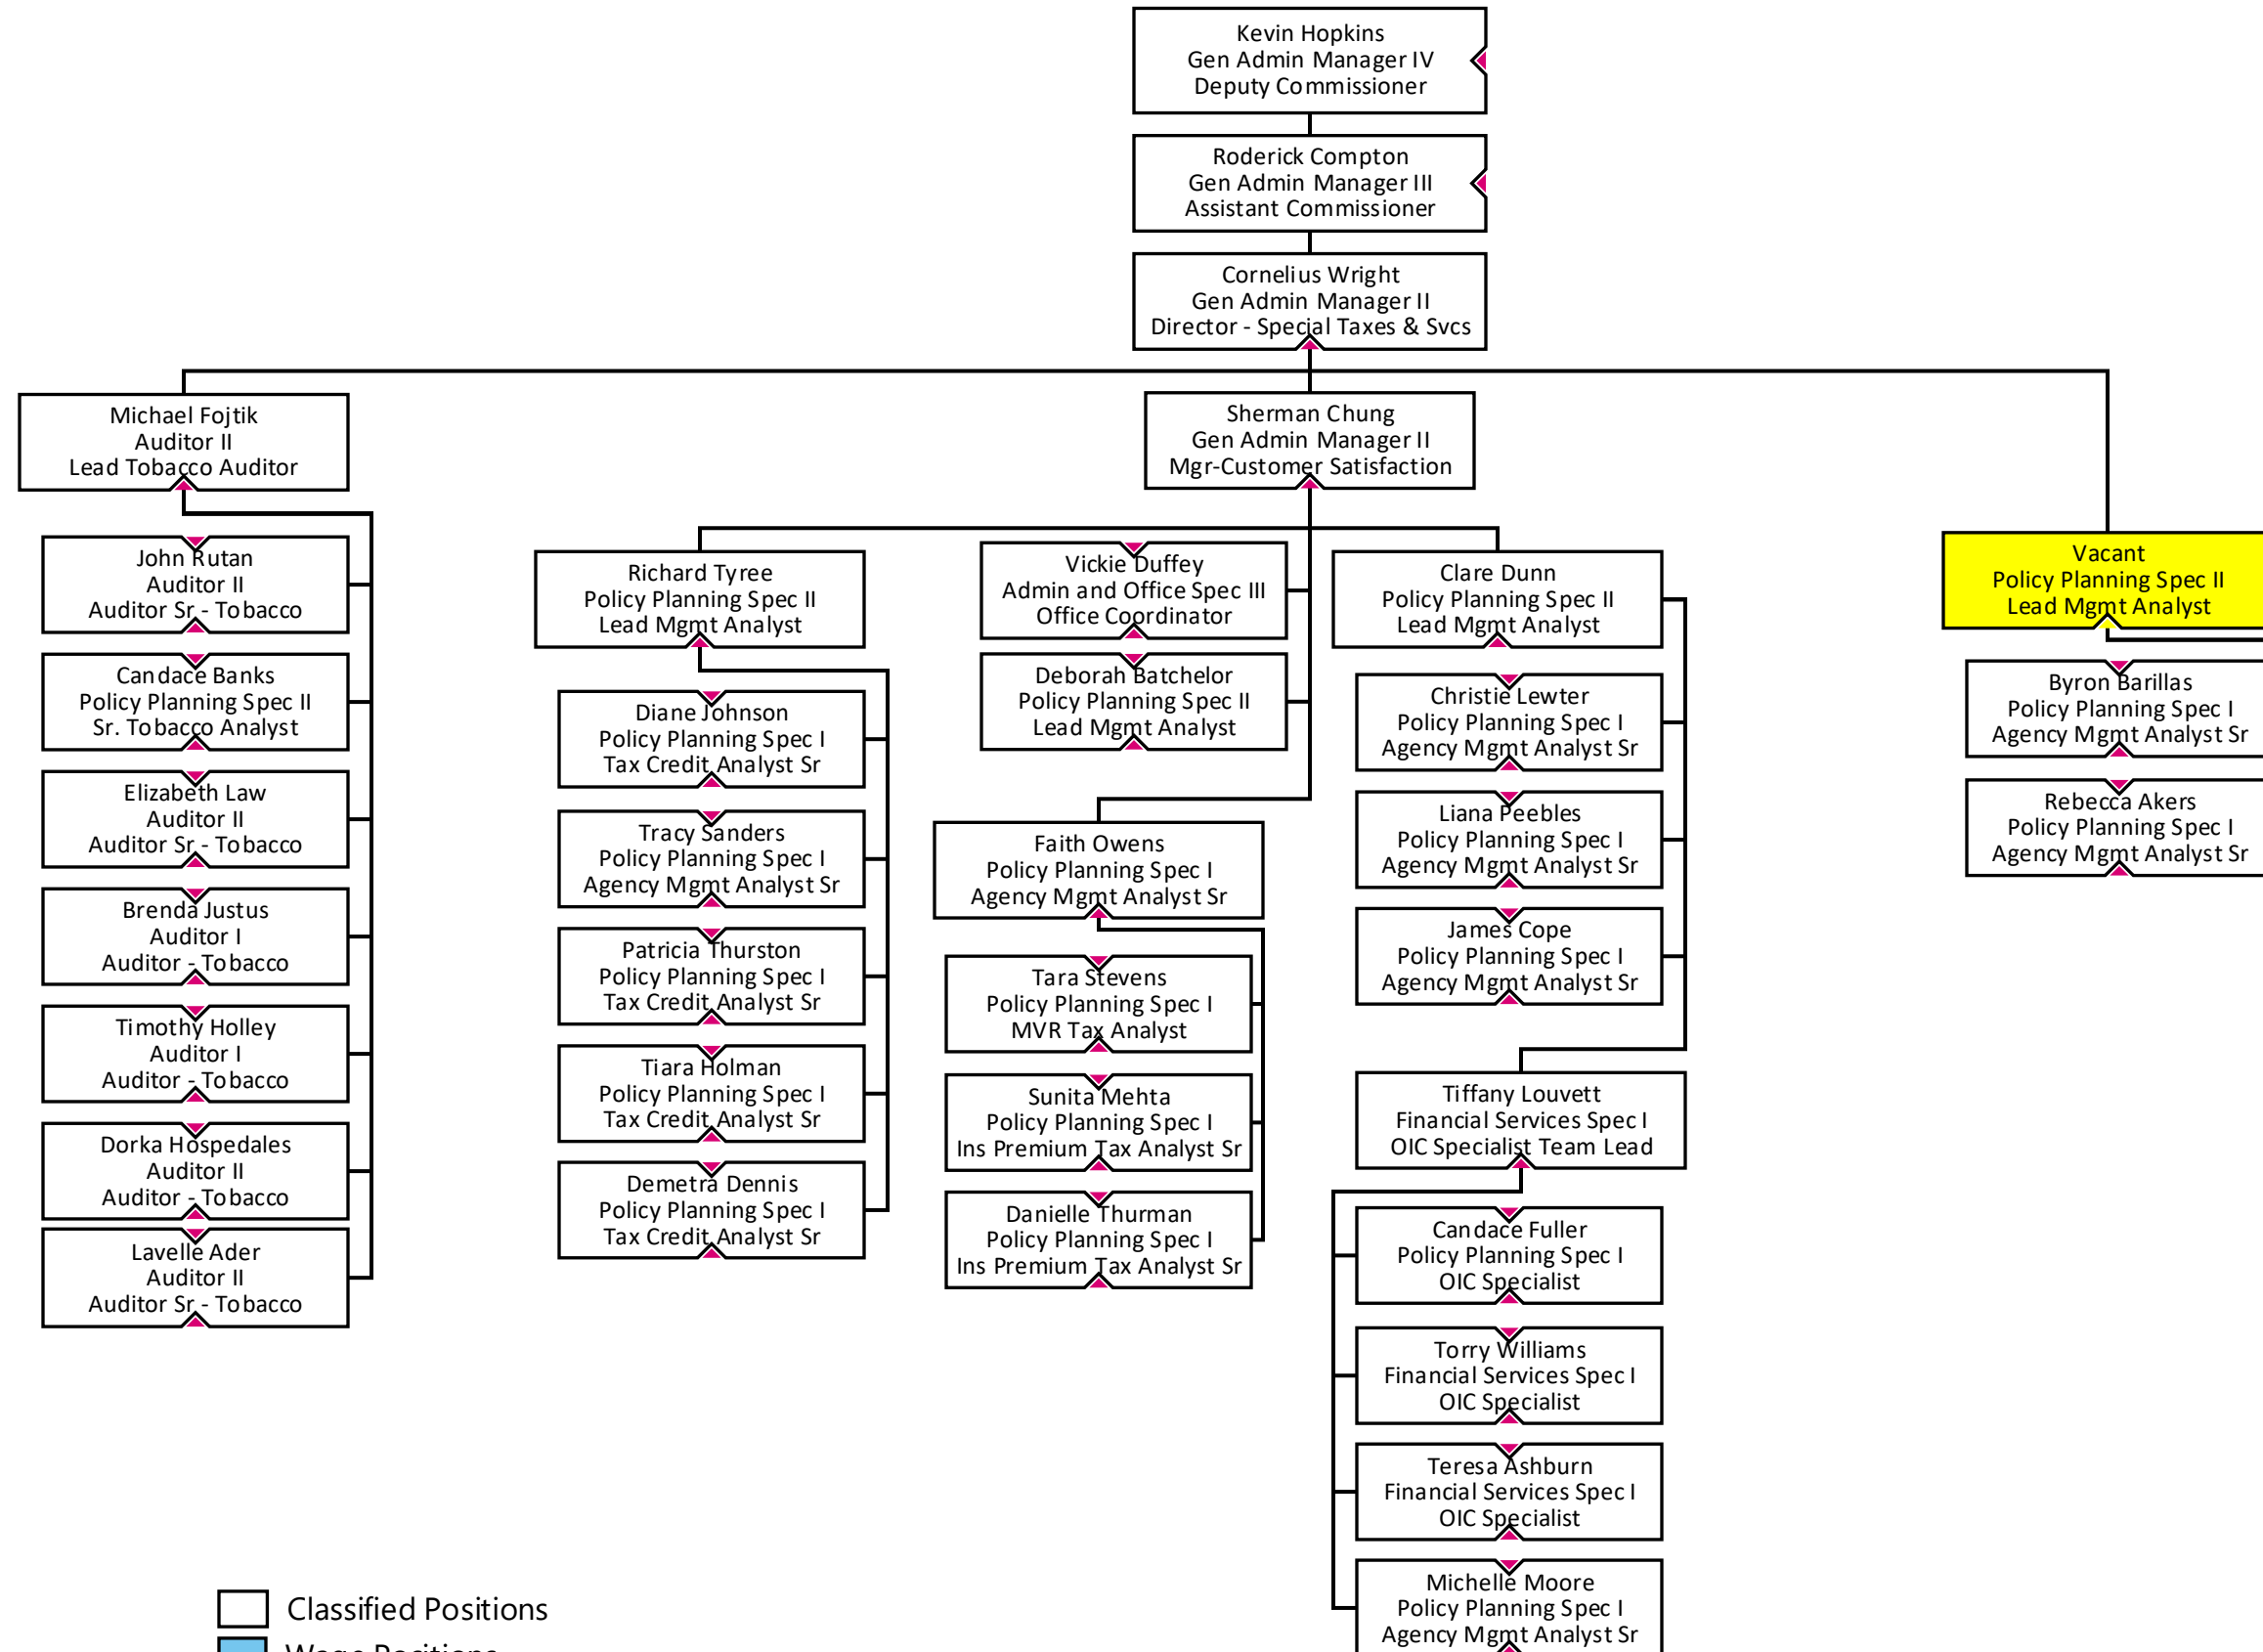 Kevin Hopkins
Gen Admin Manager IV
Deputy Commissioner
Roderick Compton
Gen Admin Manager III
Assistant Commissioner
Cornelius Wright
Gen Admin Manager II
Director - Special Taxes & Svcs
Michael Fojtik
Auditor II
Lead Tobacco Auditor
John Rutan
Auditor II
Auditor Sr - Tobacco
Candace Banks
Policy Planning Spec II
Sr. Tobacco Analyst
Elizabeth Law
Auditor II
Auditor Sr - Tobacco
Brenda Justus
Auditor I
Auditor - Tobacco
Timothy Holley
Auditor I
Auditor - Tobacco
Dorka Hospedales
Auditor II
Auditor - Tobacco
Lavelle Ader
Auditor II
Auditor Sr - Tobacco
Sherman Chung
Gen Admin Manager II
Mgr-Customer Satisfaction
Richard Tyree
Policy Planning Spec II
Lead Mgmt Analyst
Diane Johnson
Policy Planning Spec I
Tax Credit Analyst Sr
Tracy Sanders
Policy Planning Spec I
Agency Mgmt Analyst Sr
Patricia Thurston
Policy Planning Spec I
Tax Credit Analyst Sr
Tiara Holman
Policy Planning Spec I
Tax Credit Analyst Sr
Demetra Dennis
Policy Planning Spec I
Tax Credit Analyst Sr
Vickie Duffey
Admin and Office Spec III
Office Coordinator
Deborah Batchelor
Policy Planning Spec II
Lead Mgmt Analyst
Faith Owens
Policy Planning Spec I
Agency Mgmt Analyst Sr
Tara Stevens
Policy Planning Spec I
MVR Tax Analyst
Sunita Mehta
Policy Planning Spec I
Ins Premium Tax Analyst Sr
Danielle Thurman
Policy Planning Spec I
Ins Premium Tax Analyst Sr
Clare Dunn
Policy Planning Spec II
Lead Mgmt Analyst
Christie Lewter
Policy Planning Spec I
Agency Mgmt Analyst Sr
Liana Peebles
Policy Planning Spec I
Agency Mgmt Analyst Sr
James Cope
Policy Planning Spec I
Agency Mgmt Analyst Sr
Tiffany Louvett
Financial Services Spec I
OIC Specialist Team Lead
Candace Fuller
Policy Planning Spec I
OIC Specialist
Torry Williams
Financial Services Spec I
OIC Specialist
Teresa Ashburn
Financial Services Spec I
OIC Specialist
Michelle Moore
Policy Planning Spec I
Agency Mgmt Analyst Sr
Vacant
Policy Planning Spec II
Lead Mgmt Analyst
Byron Barillas
Policy Planning Spec I
Agency Mgmt Analyst Sr
Rebecca Akers
Policy Planning Spec I
Agency Mgmt Analyst Sr
Classified Positions
Wage Positions